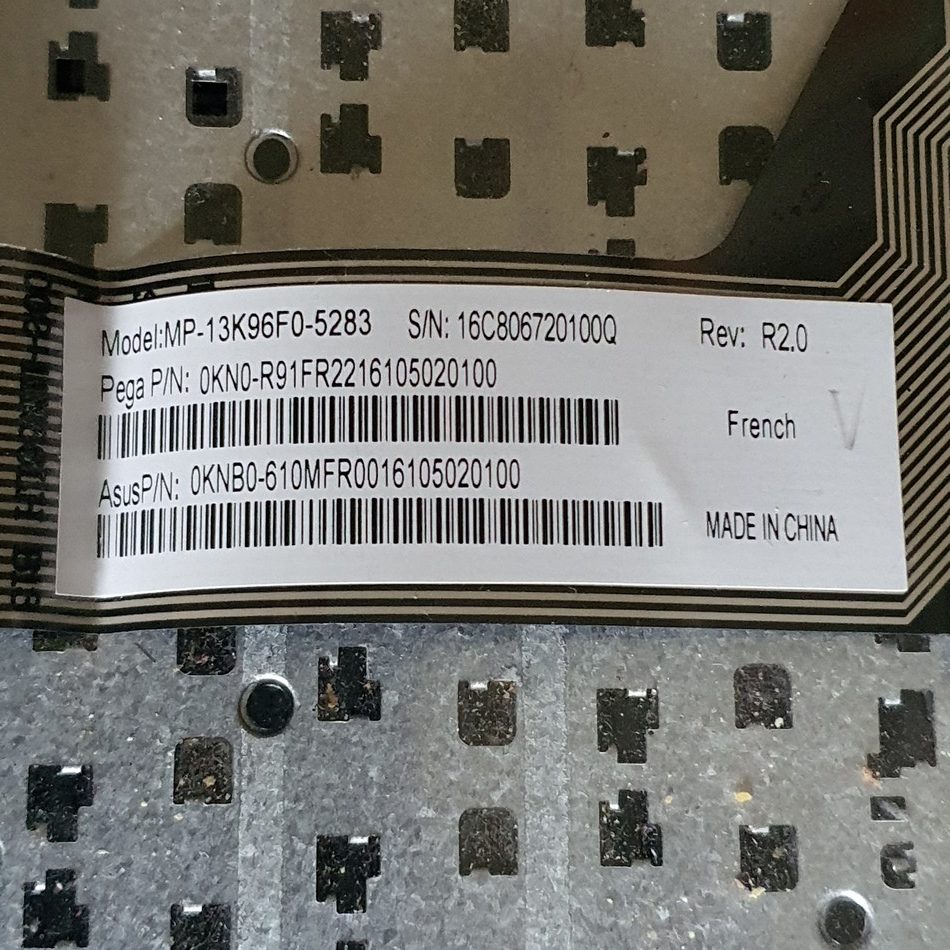 Model:MP-13K96F0-5283 S/N: 16C806720100Q Rev: R2.0
Pega P/N: 0KN0-R91FR2216105020100
French
AsusP/N: 0KNB0-610MFR0016105020100
MADE IN CHINA